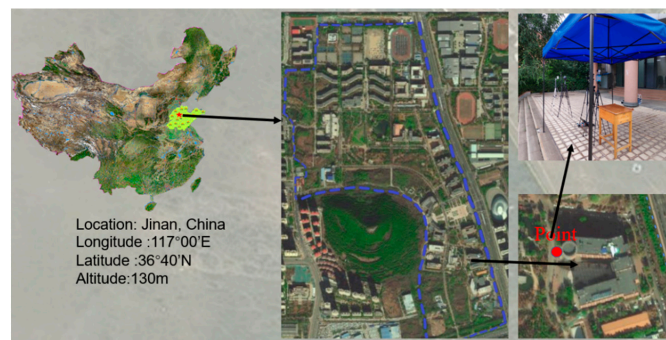 Location: Jinan, China
Longitude :117°00'E
Latitude :36°40'N
Altitude:130m
Point